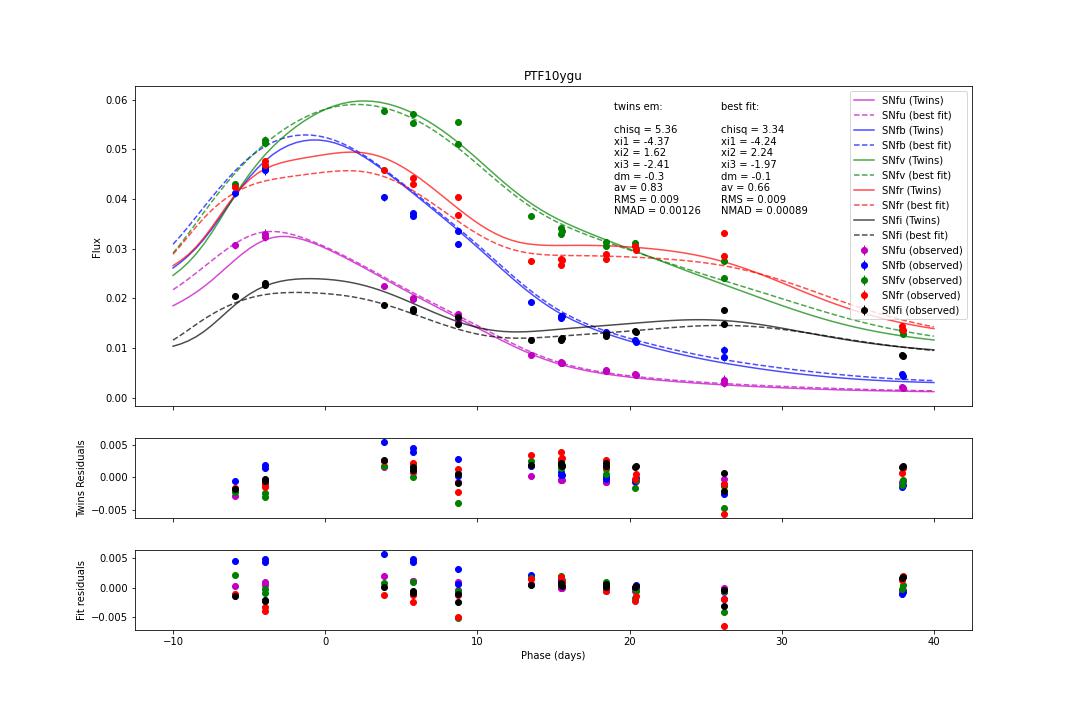 PTF10ygu
Flux
0.06
0.05
0.04
0.03
0.02
0.01
0.00
twins em:
chisq = 5.36
xi1 = -4.37
xi2 = 1.62
xi3 = -2.41
dm = -0.3
av = 0.83
RMS = 0.009
NMAD = 0.00126
best fit:
chisq = 3.34
xi1 = -4.24
xi2 = 2.24
xi3 = -1.97
dm = -0.1
av = 0.66
RMS = 0.009
NMAD = 0.00089
SNfu (Twins)
SNfu (best fit)
SNfb (Twins)
SNfb (best fit)
SNfv (Twins)
SNfv (best fit)
SNfr (Twins)
SNfr (best fit)
SNfi (Twins)
SNfi (best fit)
SNfu (observed)
SNfb (observed)
SNfv (observed)
SNfr (observed)
SNfi (observed)
Twins Residuals
0.005
0.000
−0.005
Fit residuals
0.005
0.000
−0.005
−10 0 10 20 30 40
Phase (days)